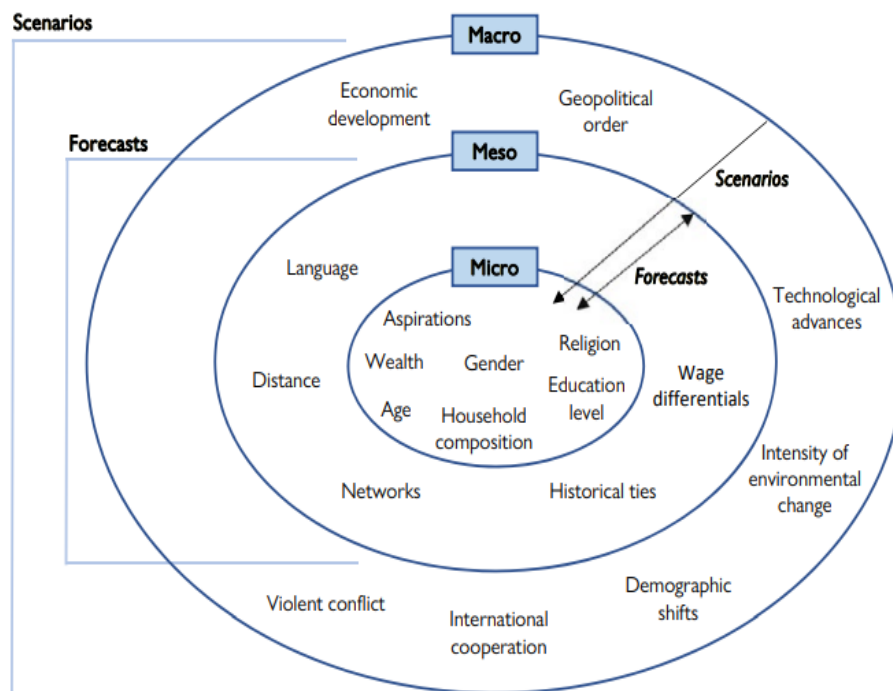 Scenarios
Macro
Economic
development
Geopolitical
order
Forecasts
Meso
Scenarios
Language
Micro
Forecasts
Technological
advances
Aspirations
Religion
Wealth
Gender
Distance
Education
level
Wage
differentials
Age
Household
composition
Intensity of
environmental
change
Networks
Historical ties
Violent conflict
International
cooperation
Demographic
shifts